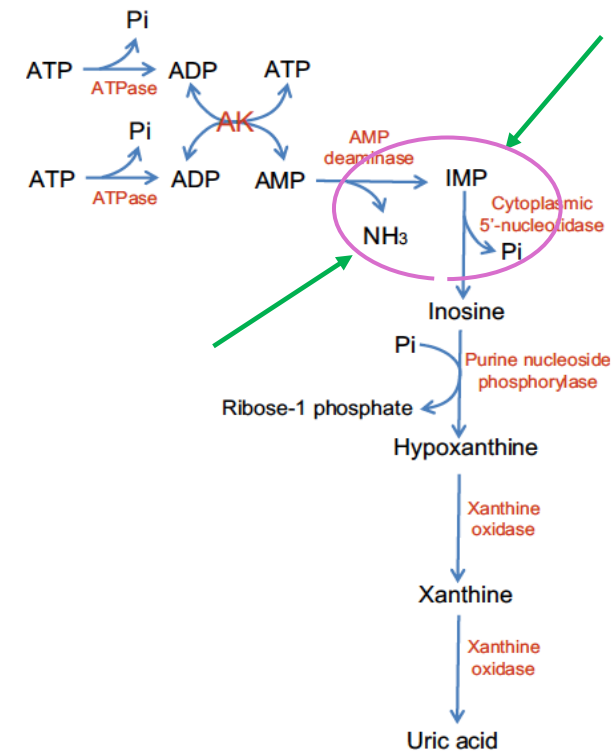 Pi
ATP
ADP
ATP
ATPase
AK
Pi
AMP
deaminase
ATP
ADP
AMP
IMP
ATPase
Cytoplasmic
5'-nucleotidase
NH3
Pi
Inosine
Pi
Purine nucleoside
phosphorylase
Ribose-1 phosphate
Hypoxanthine
Xanthine
oxidase
Xanthine
Xanthine
oxidase
Uric acid